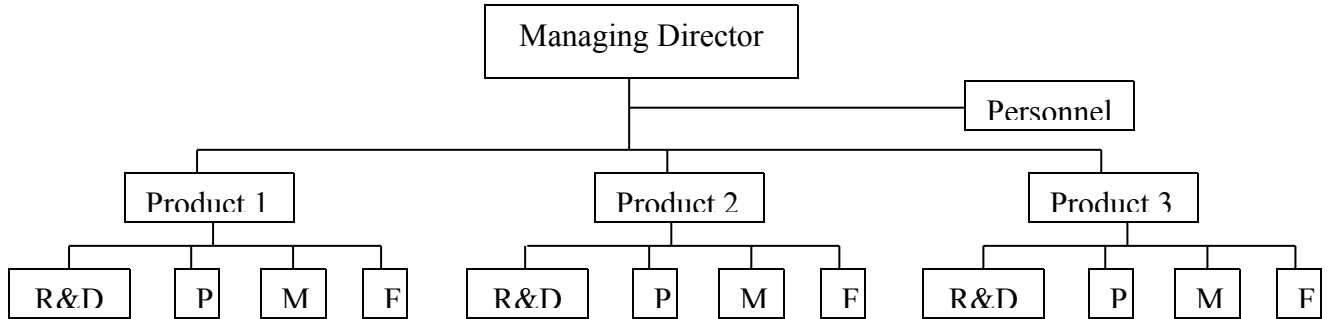 Managing Director
Personnel
Product 1
Product 2
Product 3
R&D
P
M
F
R&D
P
M
F
R&D
P
M
F